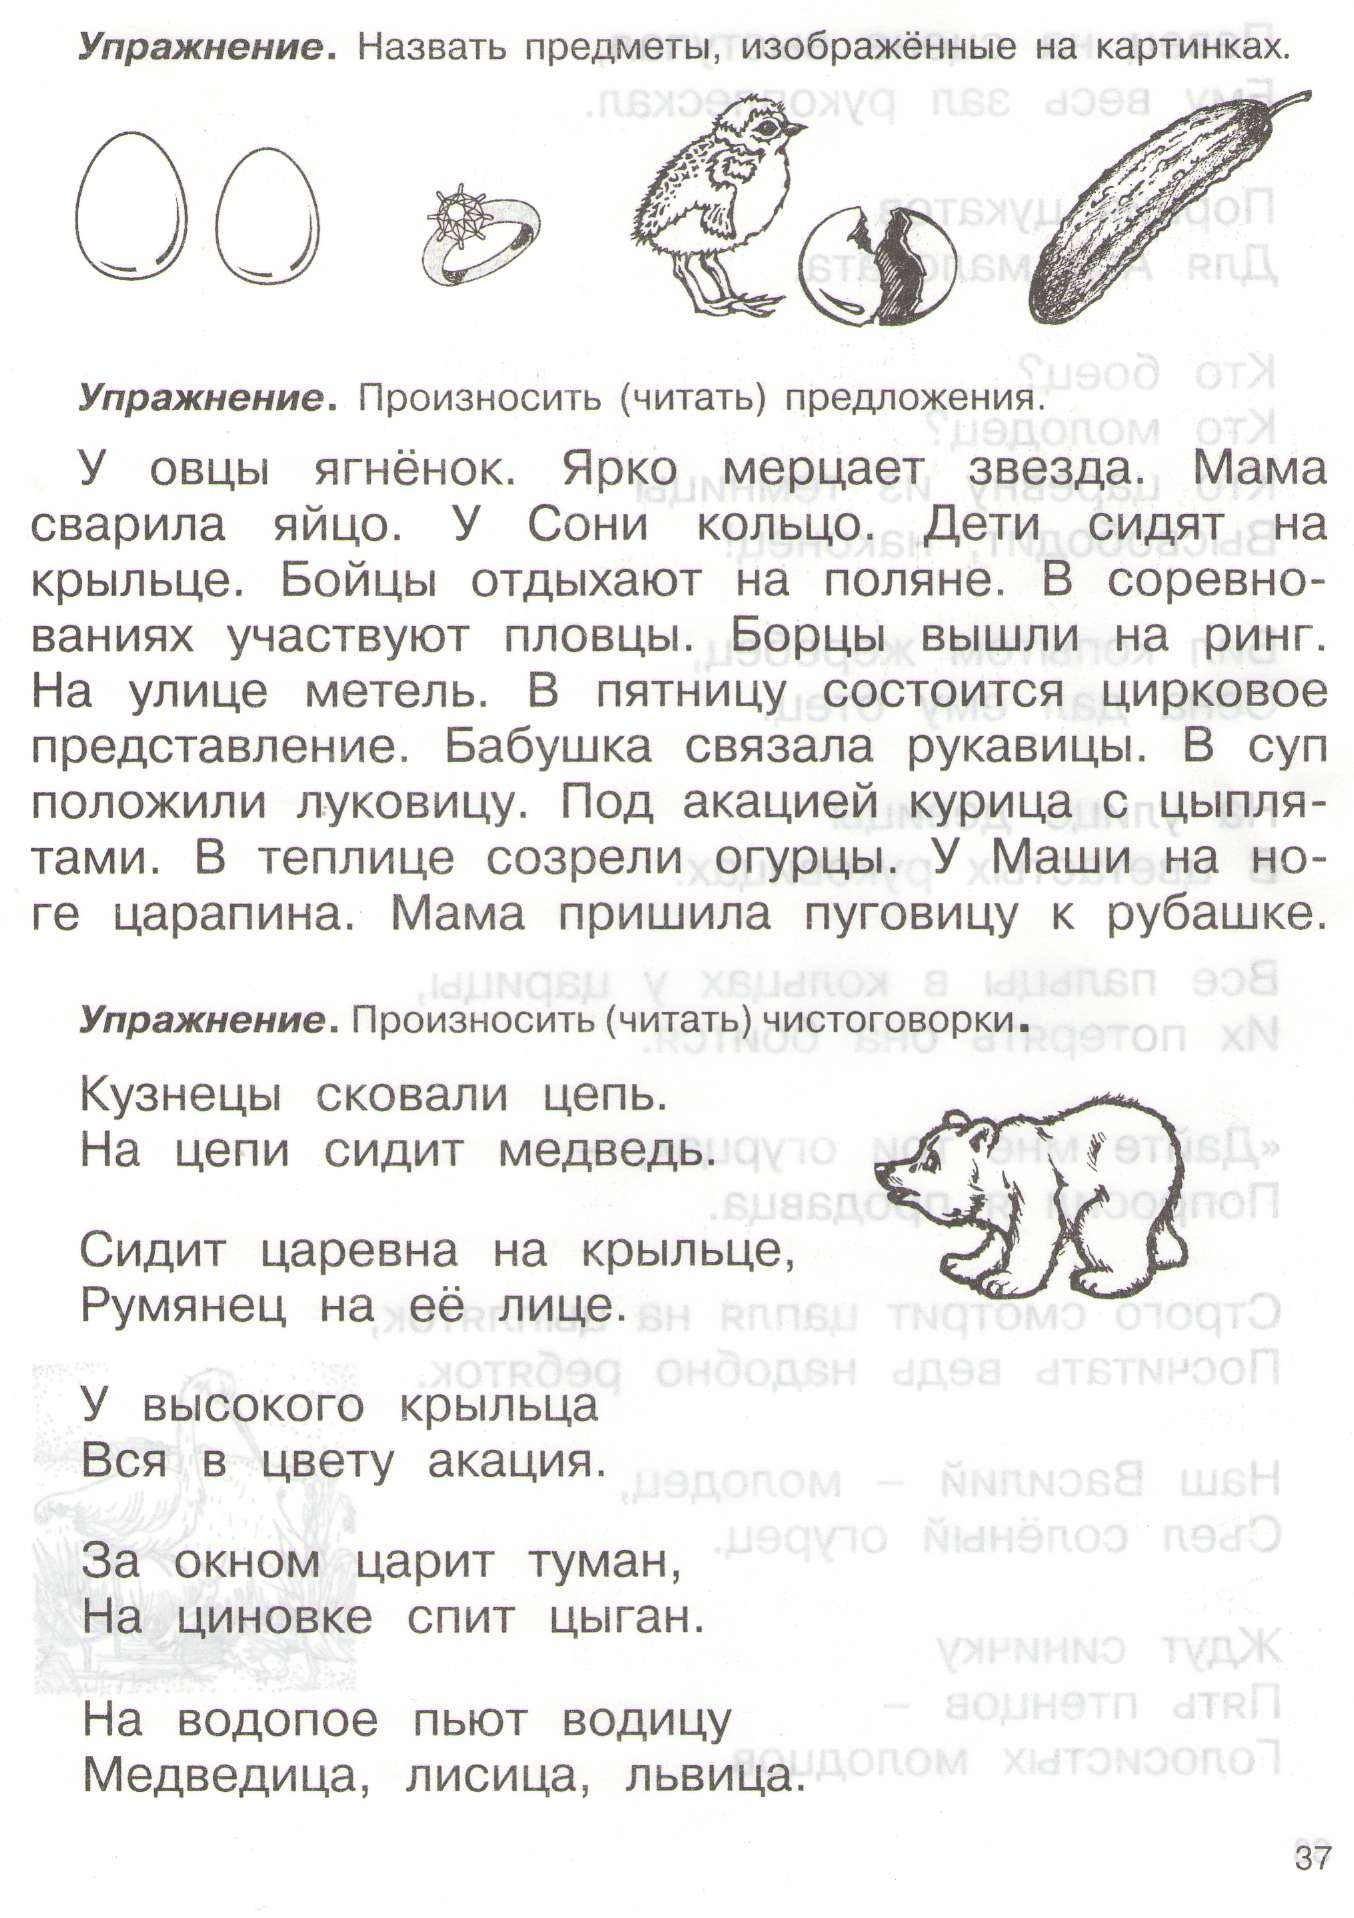 Упражнение. Назвать предметы, изображённые на картинках.
Упражнение. Произносить (читать) предложения.
У овцы ягнёнок. Ярко мерцает звезда. Мама
сварила яйцо. У Сони кольцо. Дети сидят на
крыльце. Бойцы отдыхают на поляне. В соревно-
ваниях участвуют пловцы. Борцы вышли на ринг.
На улице метель. В пятницу состоится цирковое
представление. Бабушка связала рукавицы. В суп
положили луковицу. Под акацией курица с цыпля-
тами. В теплице созрели огурцы. У Маши на но-
ге царапина. Мама пришила пуговицу к рубашке.
Упражнение. Произносить (читать) чистоговорки.
Кузнецы сковали цепь.
На цепи сидит медведь.
Сидит царевна на крыльце,
Румянец на её лице.
У высокого крыльца
Вся в цвету акация.
За окном царит туман,
На циновке спит цыган.
На водопое пьют водицу
Медведица, лисица, львица.
37